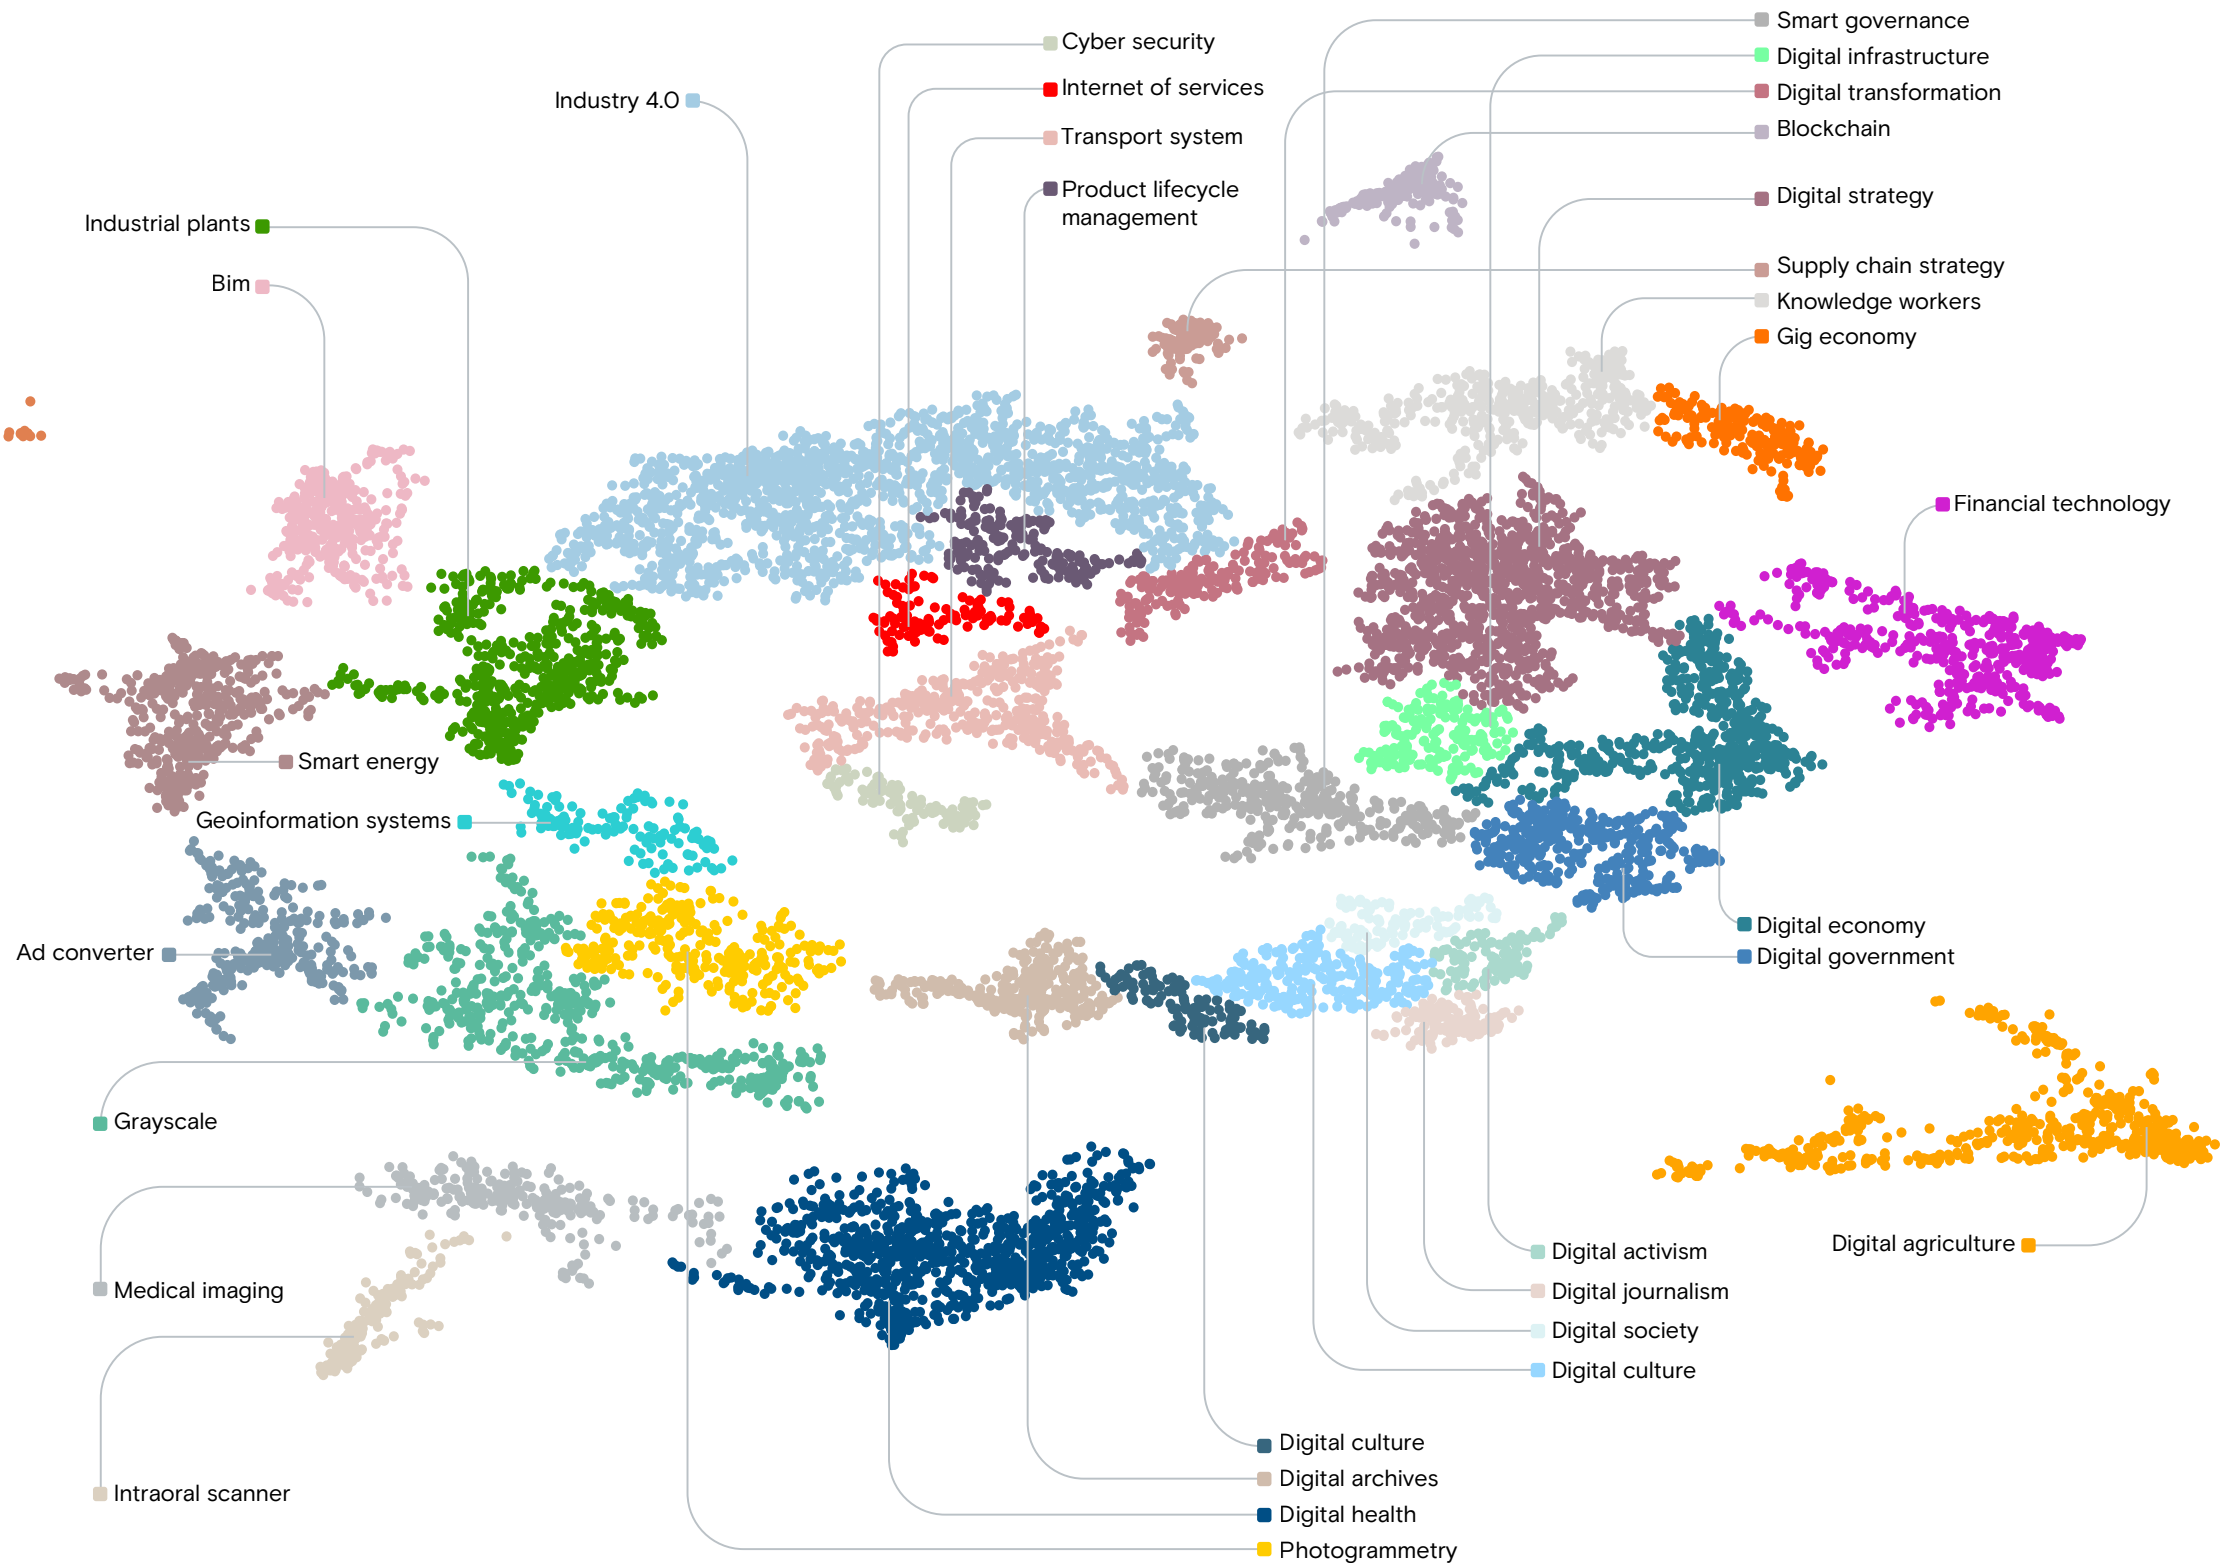 Smart governance
Cyber security
Digital infrastructure
Internet of services
Digital transformation
Industry 4.0
Blockchain
Transport system
Product lifecycle
management
Digital strategy
Industrial plants
Supply chain strategy
Bim
Knowledge workers
Gig economy
Financial technology
Smart energy
Geoinformation systems
Digital economy
Ad converter
Digital government
Grayscale
Digital agriculture
Digital activism
Medical imaging
Digital journalism
Digital society
Digital culture
Digital culture
Digital archives
Intraoral scanner
Digital health
Photogrammetry